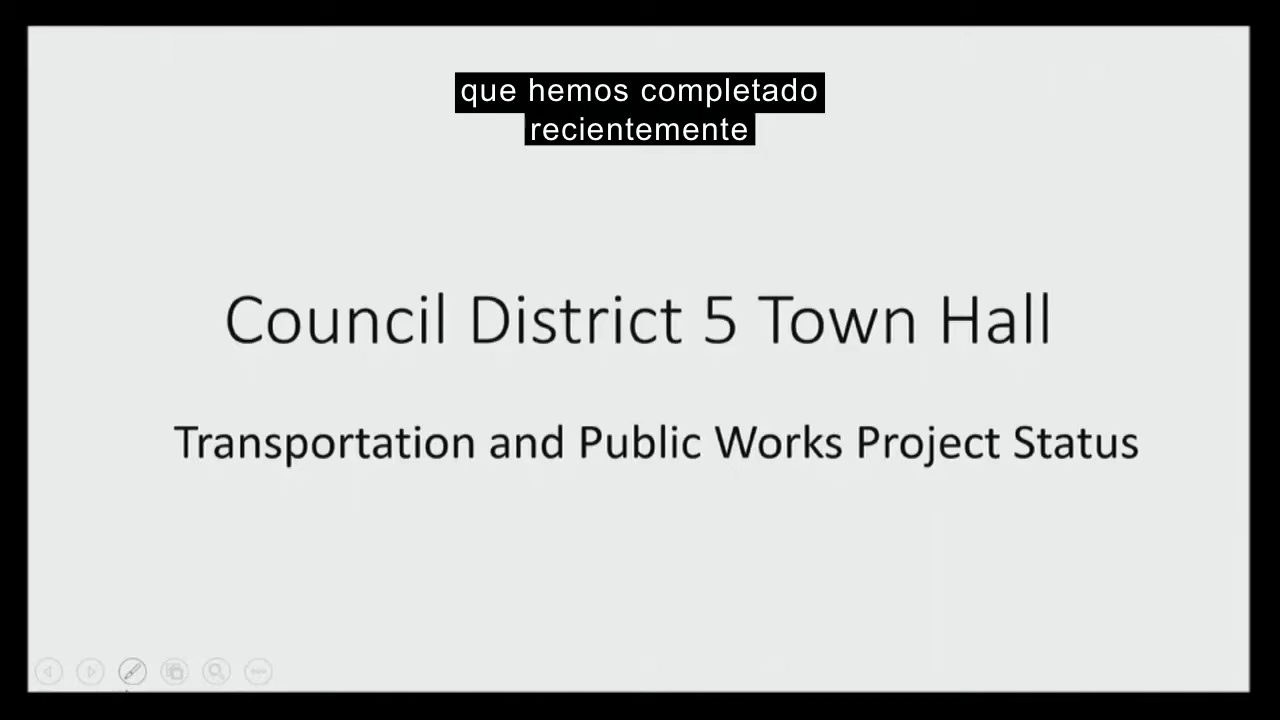 que hemos completado
recientemente
Council District 5 Town Hall
Transportation and Public Works Project Status